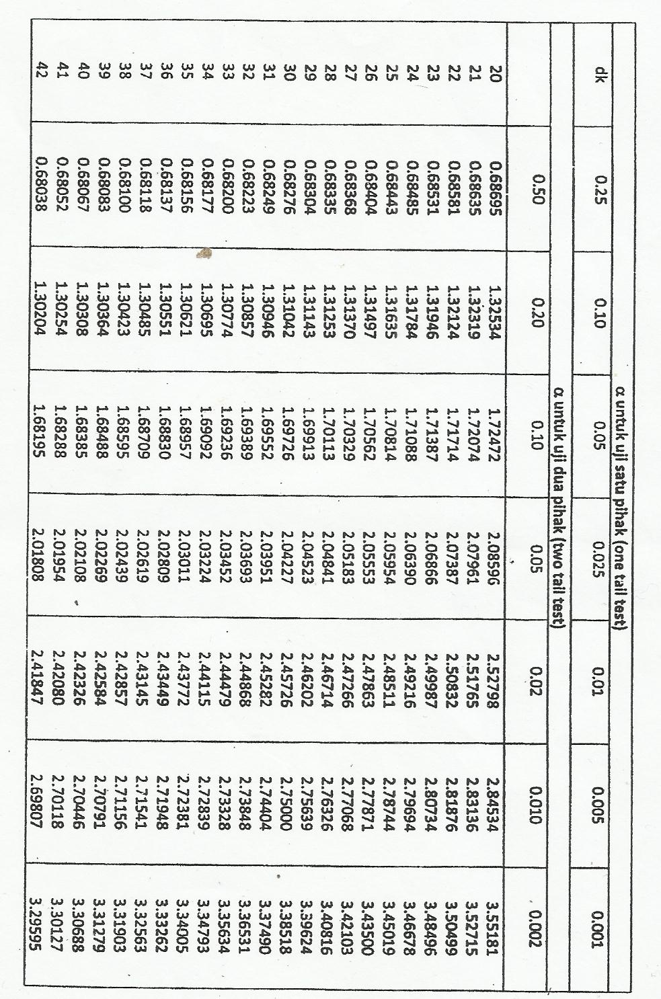 α untuk uji satu pihak (one tail test)
dk 0.25 0.10 0.05 0.025 0.01 0.005 0.001
α untuk uji dua pihak (two tail test)
0.50 0.20 0.10 0.05 0.02 0.010 0.002
20 0.68695 1.32534 1.72472 2.08596 2.52798 2.84534 3.55181
21 0.68635 1.32319 1.72074 2.07961 2.51765 2.83136 3.52715
22 0.68581 1.32124 1.71714 2.07387 2.50832 2.81876 3.50499
23 0.68531 1.31946 1.71387 2.06866 2.49987 2.80734 3.48496
24 0.68485 1.31784 1.71088 2.06390 2.49216 2.79694 3.46678
25 0.68443 1.31635 1.70814 2.05954 2.48511 2.78744 3.45019
26 0.68404 1.31497 1.70562 2.05553 2.47863 2.77871 3.43500
27 0.68368 1.31370 1.70329 2.05183 2.47266 2.77068 3.42103
28 0.68335 1.31253 1.70113 2.04841 2.46714 2.76326 3.40816
29 0.68304 1.31143 1.69913 2.04523 2.46202 2.75639 3.39624
30 0.68276 1.31042 1.69726 2.04227 2.45726 2.75000 3.38518
31 0.68249 1.30946 1.69552 2.03951 2.45282 2.74404 3.37490
32 0.68223 1.30857 1.69389 2.03693 2.44868 2.73848 3.36531
33 0.68200 1.30774 1.69236 2.03452 2.44479 2.73328 3.35634
34 0.68177 1.30695 1.69092 2.03224 2.44115 2.72839 3.34793
35 0.68156 1.30621 1.68957 2.03011 2.43772 2.72381 3.34005
36 0.68137 1.30551 1.68830 2.02809 2.43449 2.71948 3.33262
37 0.68118 1.30485 1.68709 2.02619 2.43145 2.71541 3.32563
38 0.68100 1.30423 1.68595 2.02439 2.42857 2.71156 3.31903
39 0.68083 1.30364 1.68488 2.02269 2.42584 2.70791 3.31279
40 0.68067 1.30308 1.68385 2.02108 2.42326 2.70446 3.30688
41 0.68052 1.30254 1.68288 2.01954 2.42080 2.70118 3.30127
42 0.68038 1.30204 1.68195 2.01808 2.41847 2.69807 3.29595